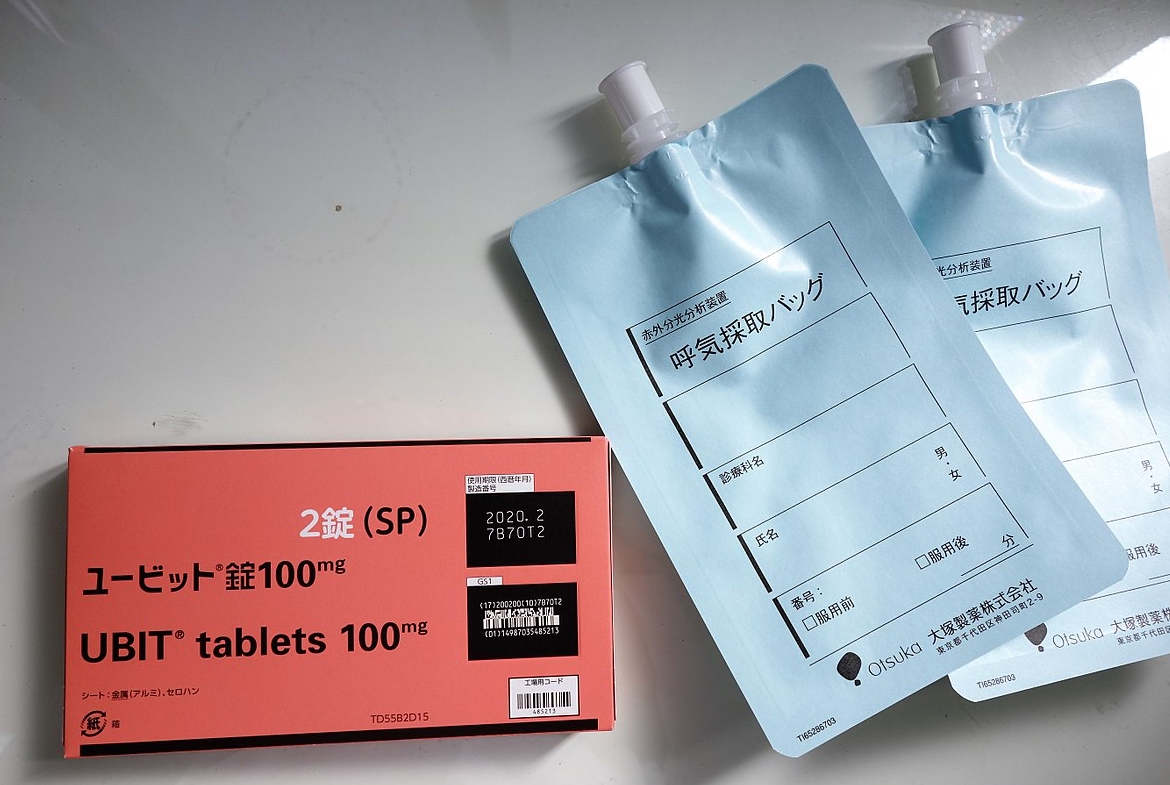 2錠 (SP)
ユービット®錠100mg
UBIT® tablets 100mg
シート:金属(アルミ)、セロハン
紙 箱
TD55B2D15
使用期限(西暦年月)
製造番号
2020. 2
7B70T2
GS1
(17)200200(10)7B70T2
(01)14987035485213
工場用コード
485213
赤外分光分析装置
呼気採取バッグ
診療科名
氏名
男・女
番号:
□服用前 □服用後 分
Otsuka 大塚製薬株式会社
東京都千代田区神田司町2-9
TI65286703
光分析装置
気採取バッグ
男・女
服用後
Otsuka 大塚製薬株
東京都千代田区神田
TI65286703